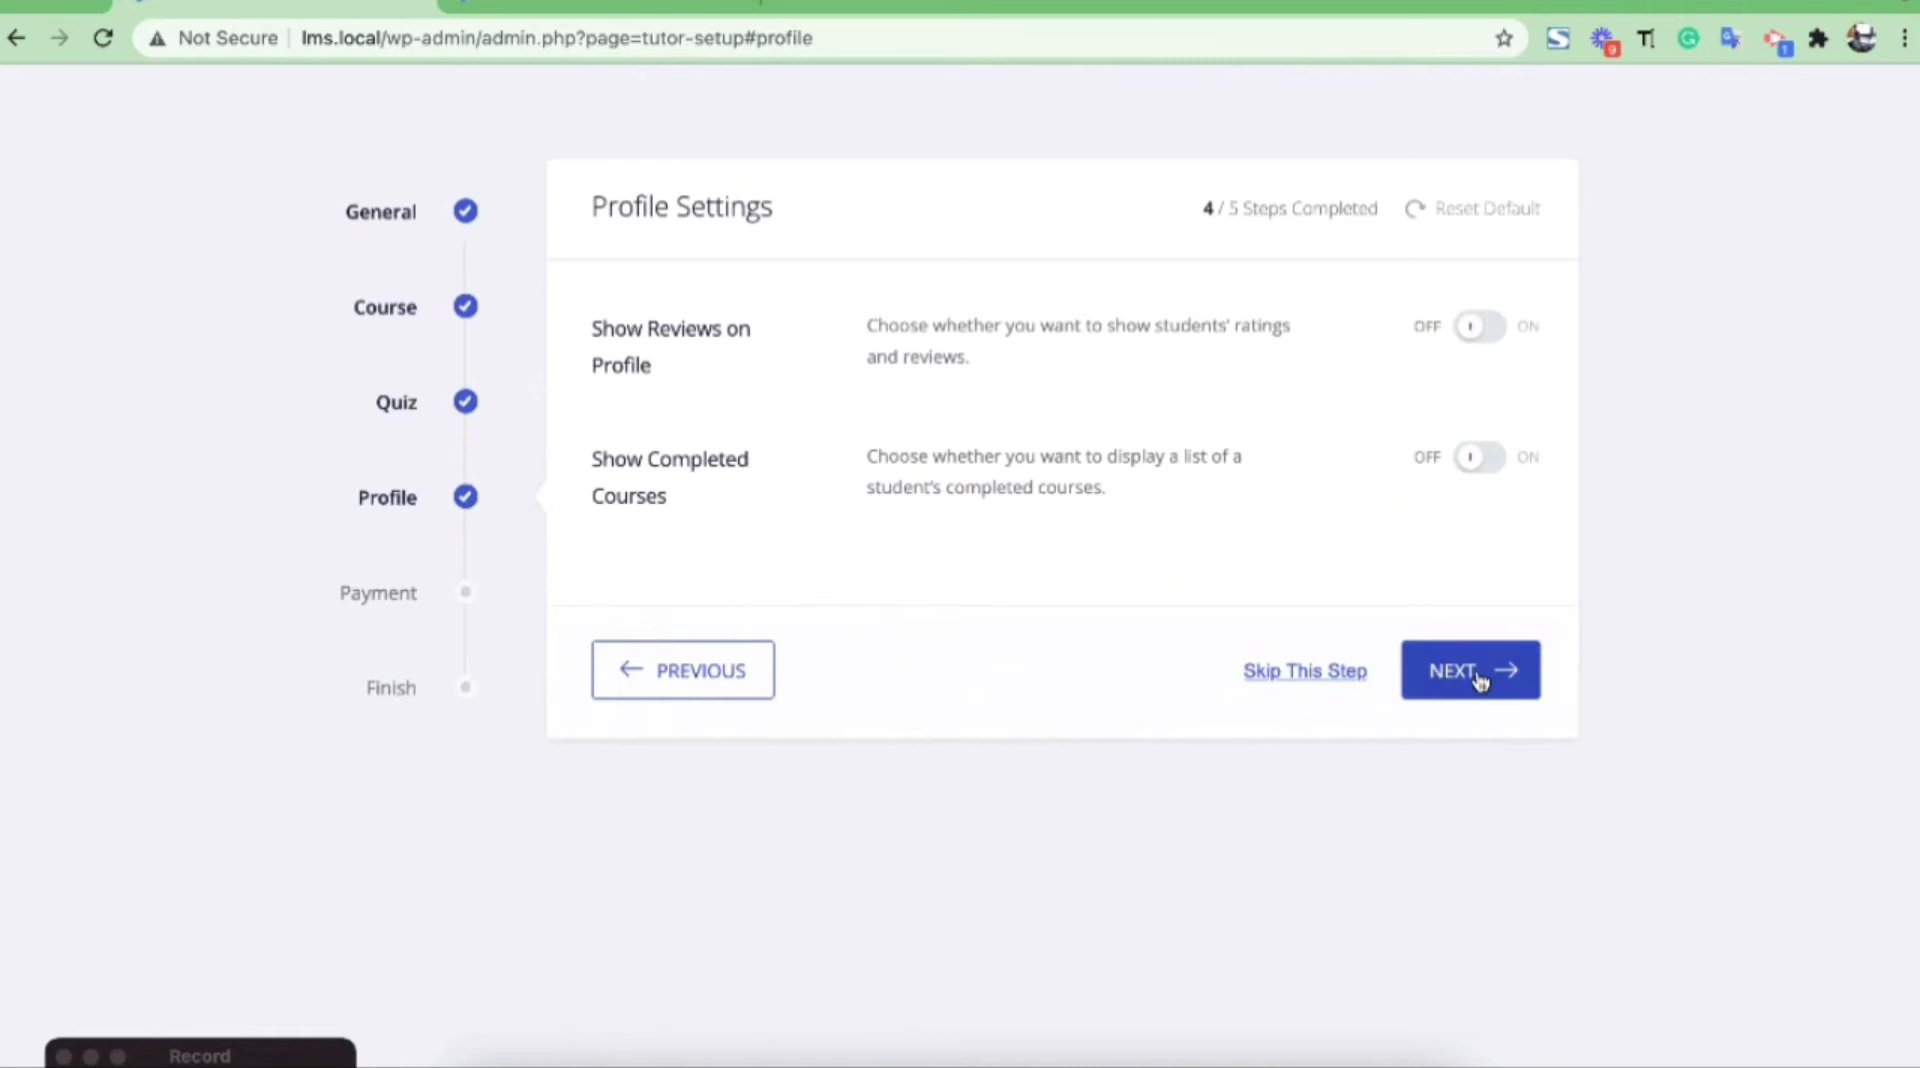 Not Secure
lms.local/wp-admin/admin.php?page=tutor-setup#profile
9
1
General
Course
Quiz
Profile
Payment
Finish
Profile Settings
4 / 5 Steps Completed
Reset Default
Show Reviews on
Profile
Choose whether you want to show students' ratings
and reviews.
OFF
ON
Show Completed
Courses
Choose whether you want to display a list of a
student's completed courses.
OFF
ON
PREVIOUS
Skip This Step
NEXT
Record